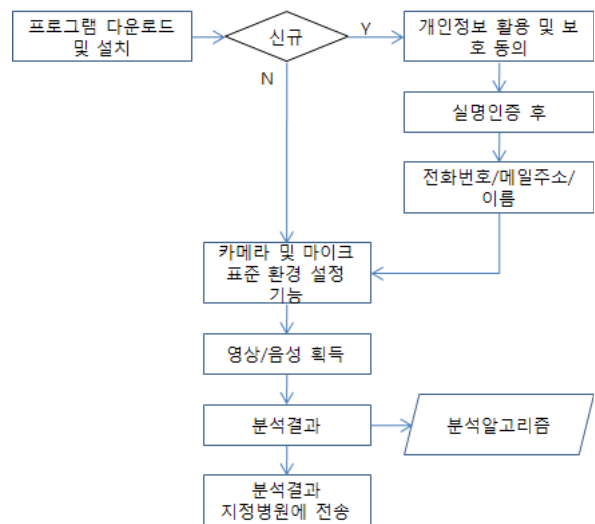 프로그램 다운로드
및 설치
신규
Y
개인정보 활용 및 보
호 동의
N
실명인증 후
전화번호/메일주소/
이름
카메라 및 마이크
표준 환경 설정
기능
영상/음성 획득
분석결과
분석알고리즘
분석결과
지정병원에 전송